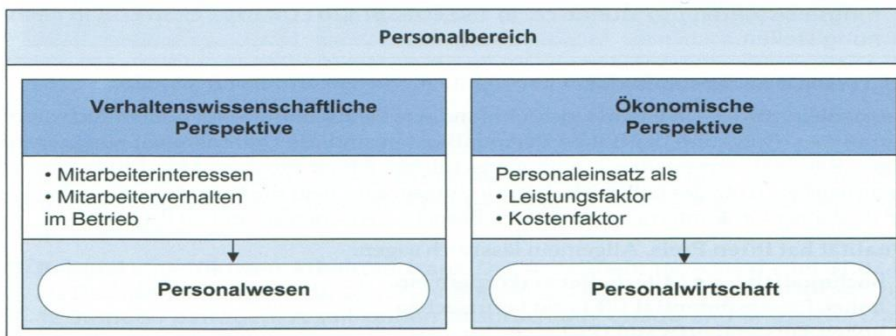 Personalbereich
Verhaltenswissenschaftliche
Perspektive
• Mitarbeiterinteressen
• Mitarbeiterverhalten
im Betrieb
Personalwesen
Ökonomische
Perspektive
Personaleinsatz als
• Leistungsfaktor
• Kostenfaktor
Personalwirtschaft